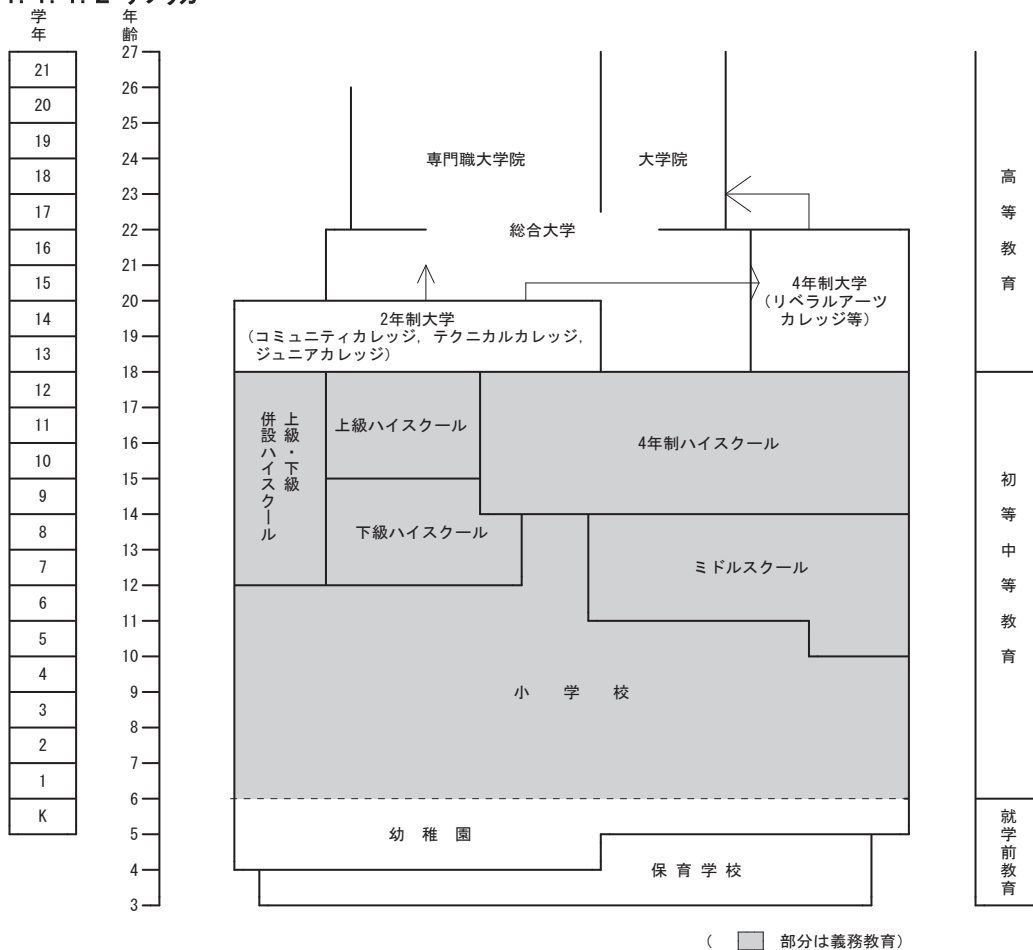 学年
年齢
21
20
19
18
17
16
15
14
13
12
11
10
9
8
7
6
5
4
3
2
1
K
27
26
25
24
23
22
21
20
19
18
17
16
15
14
13
12
11
10
9
8
7
6
5
4
3
専門職大学院
大学院
総合大学
4年制大学
(リベラルアーツ
カレッジ等)
2年制大学
(コミュニティカレッジ, テクニカルカレッジ,
ジュニアカレッジ)
上級・下級
併設ハイスクール
上級ハイスクール
4年制ハイスクール
下級ハイスクール
ミドルスクール
小学校
幼稚園
保育学校
高等教育
初等中等教育
就学前教育
( 部分は義務教育)